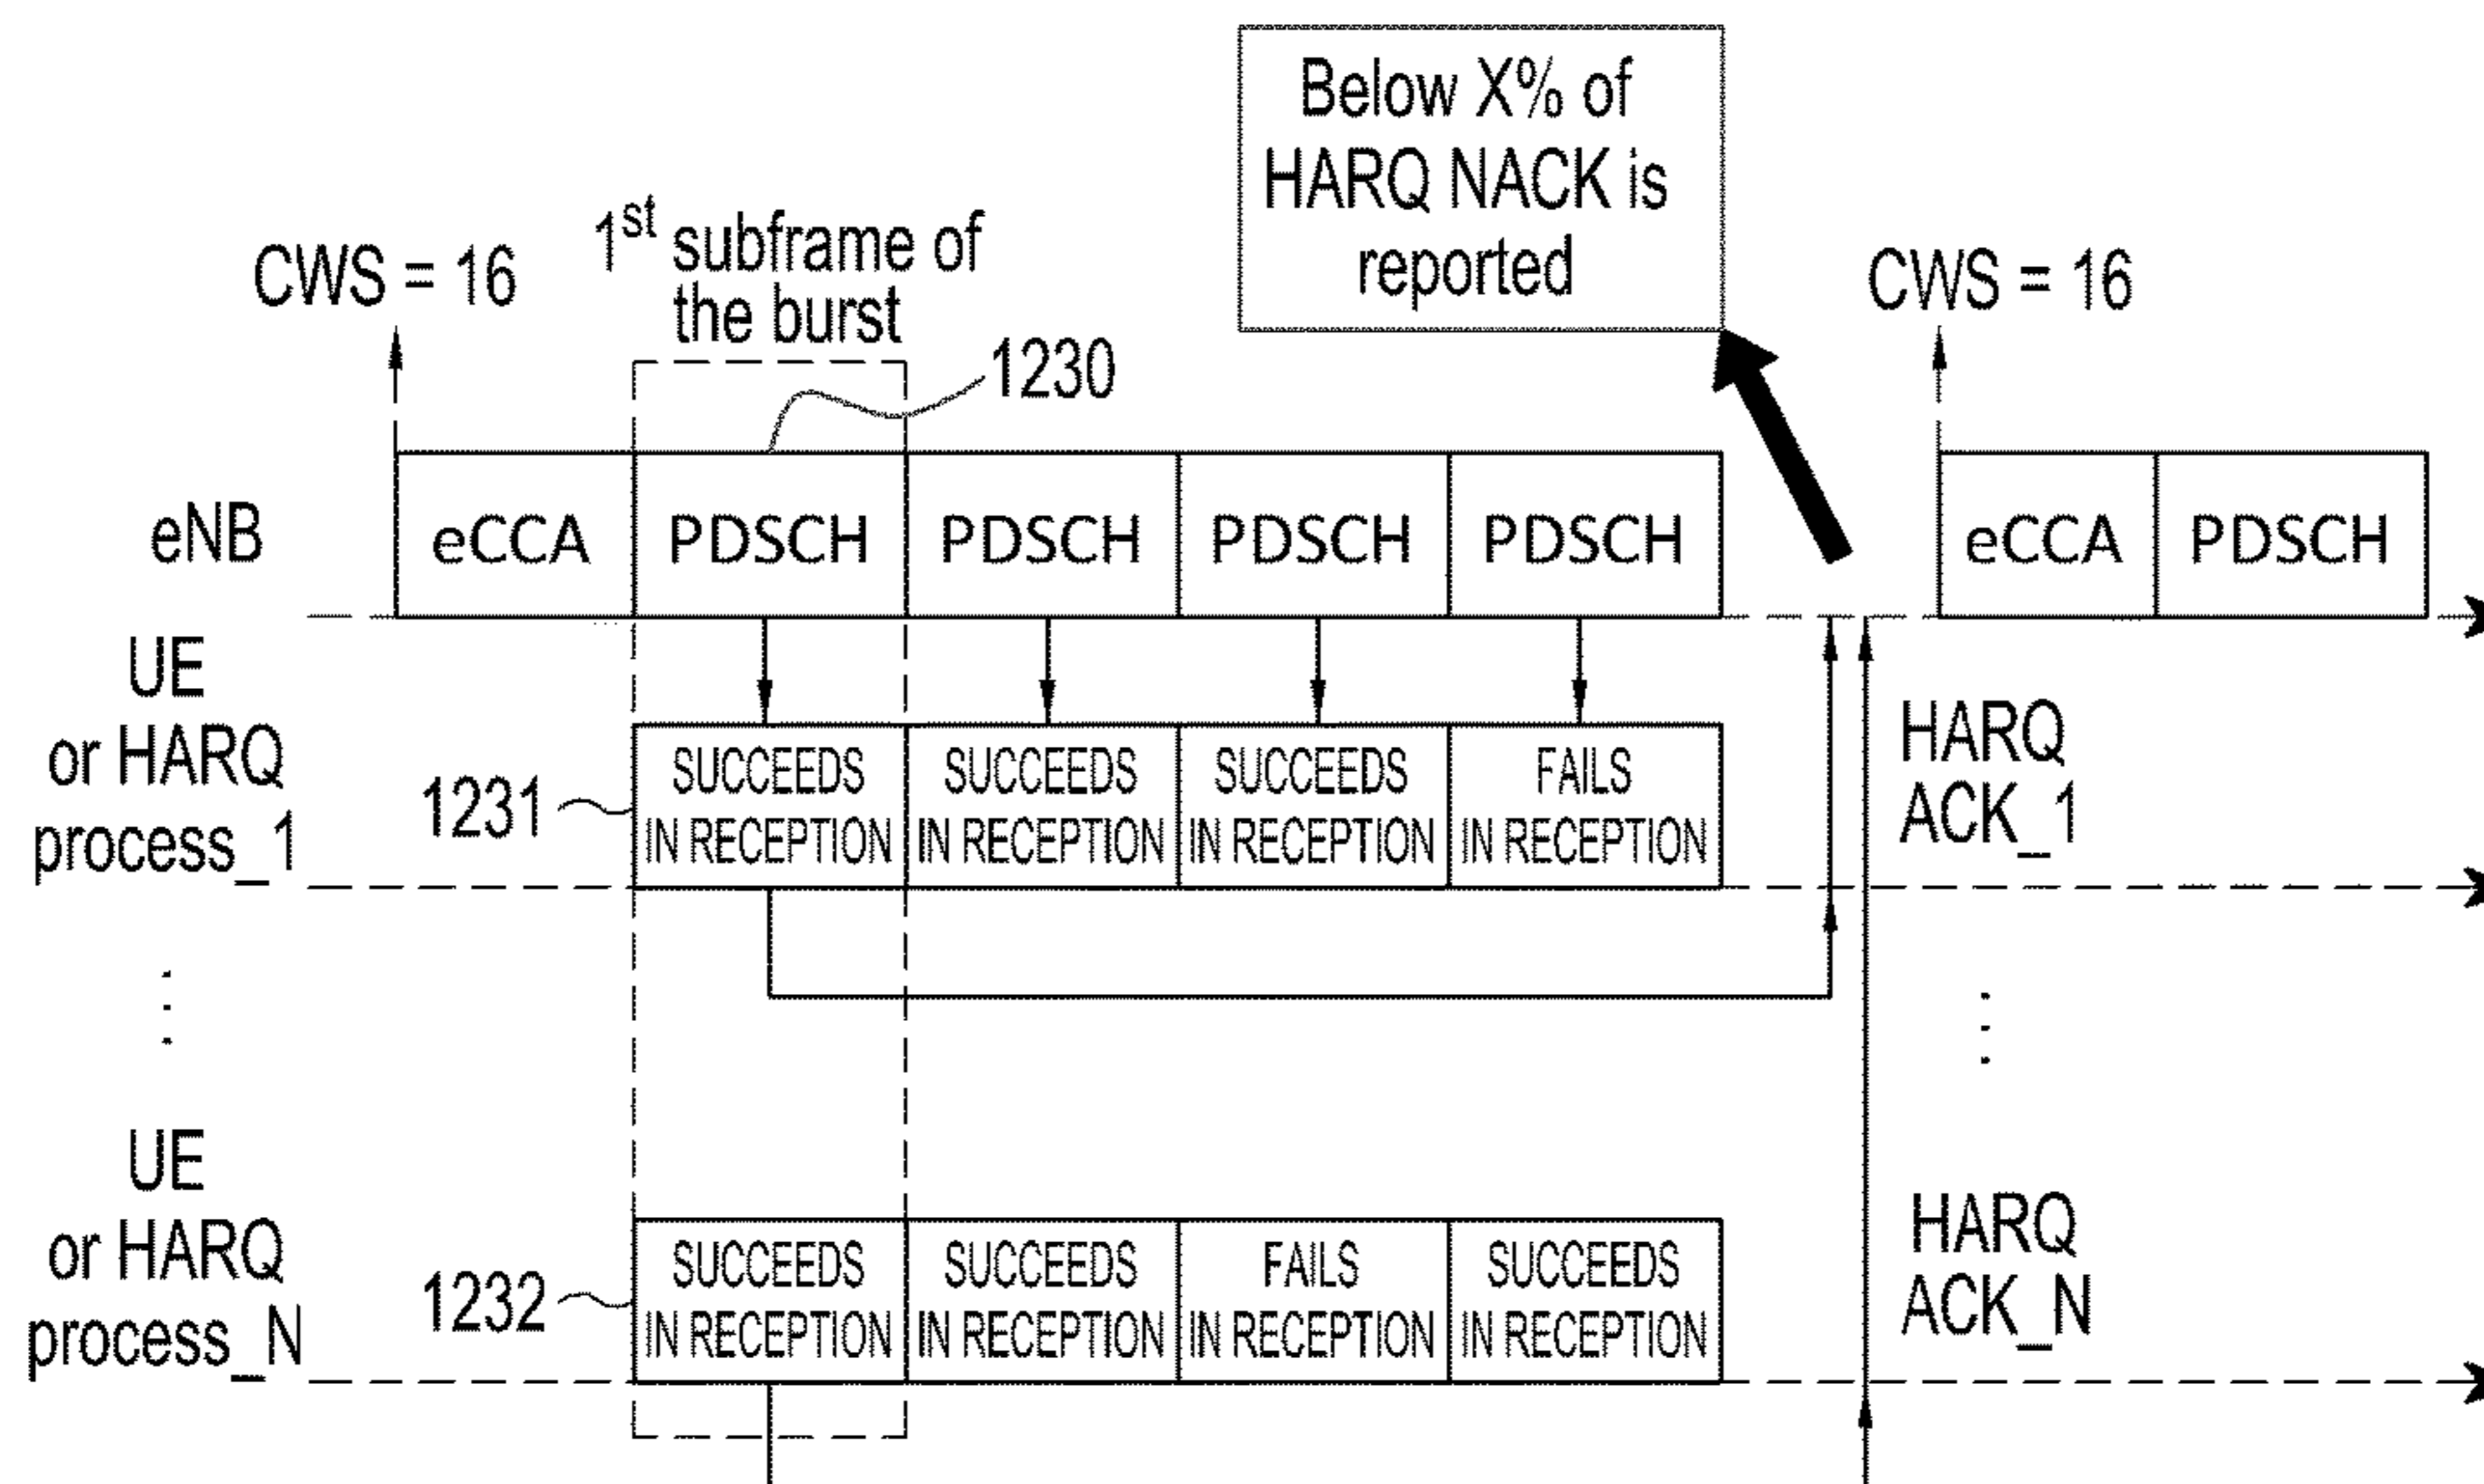 Below X% of
HARQ NACK is
reported
CWS = 16
1st subframe of
the burst
CWS = 16
1230
eNB
eCCA
PDSCH
PDSCH
PDSCH
PDSCH
eCCA
PDSCH
UE
or HARQ
process_1
1231
SUCCEEDS
IN RECEPTION
SUCCEEDS
IN RECEPTION
SUCCEEDS
IN RECEPTION
FAILS
IN RECEPTION
HARQ
ACK_1
UE
or HARQ
process_N
1232
SUCCEEDS
IN RECEPTION
SUCCEEDS
IN RECEPTION
FAILS
IN RECEPTION
SUCCEEDS
IN RECEPTION
HARQ
ACK_N